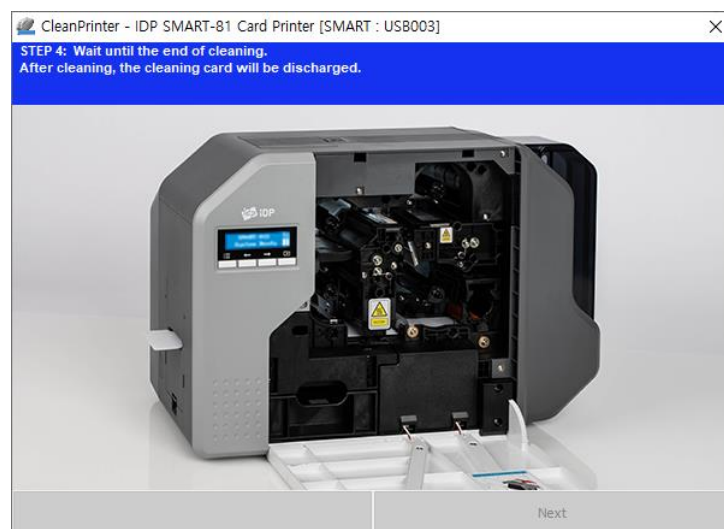 CleanPrinter - IDP SMART-81 Card Printer [SMART : USB003]
STEP 4: Wait until the end of cleaning.
After cleaning, the cleaning card will be discharged.
IDP
Next